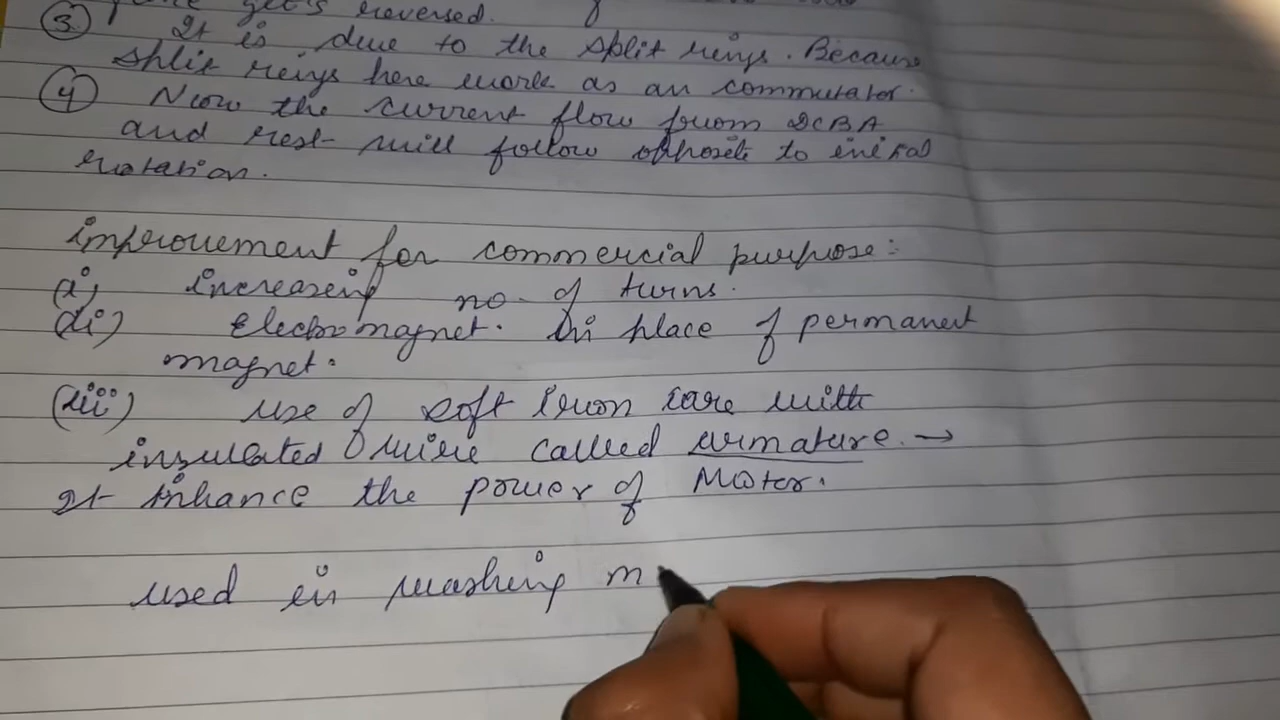 gets reversed.
③ It is due to the split rings. Because
split rings here work as an commutator.
④ Now the current flow from DCBA
and rest will follow opposite to inital
rotation.
improvement for commercial purpose:
(i) increasing no. of turns.
(ii) Electromagnet. In place of permanent
magnet.
(iii) use of soft iron core with
insulated wire called armature. →
It Enhance the power of Motor.
used in washing m